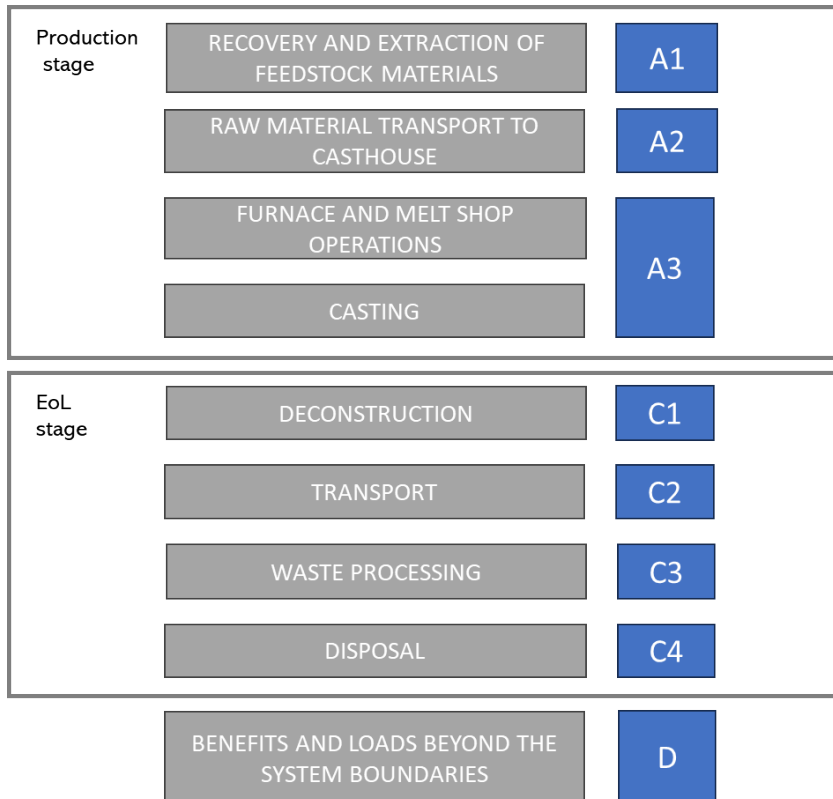 Production
stage
RECOVERY AND EXTRACTION OF
FEEDSTOCK MATERIALS
A1
RAW MATERIAL TRANSPORT TO
CASTHOUSE
A2
FURNACE AND MELT SHOP
OPERATIONS
A3
CASTING
EoL
stage
DECONSTRUCTION
C1
TRANSPORT
C2
WASTE PROCESSING
C3
DISPOSAL
C4
BENEFITS AND LOADS BEYOND THE
SYSTEM BOUNDARIES
D